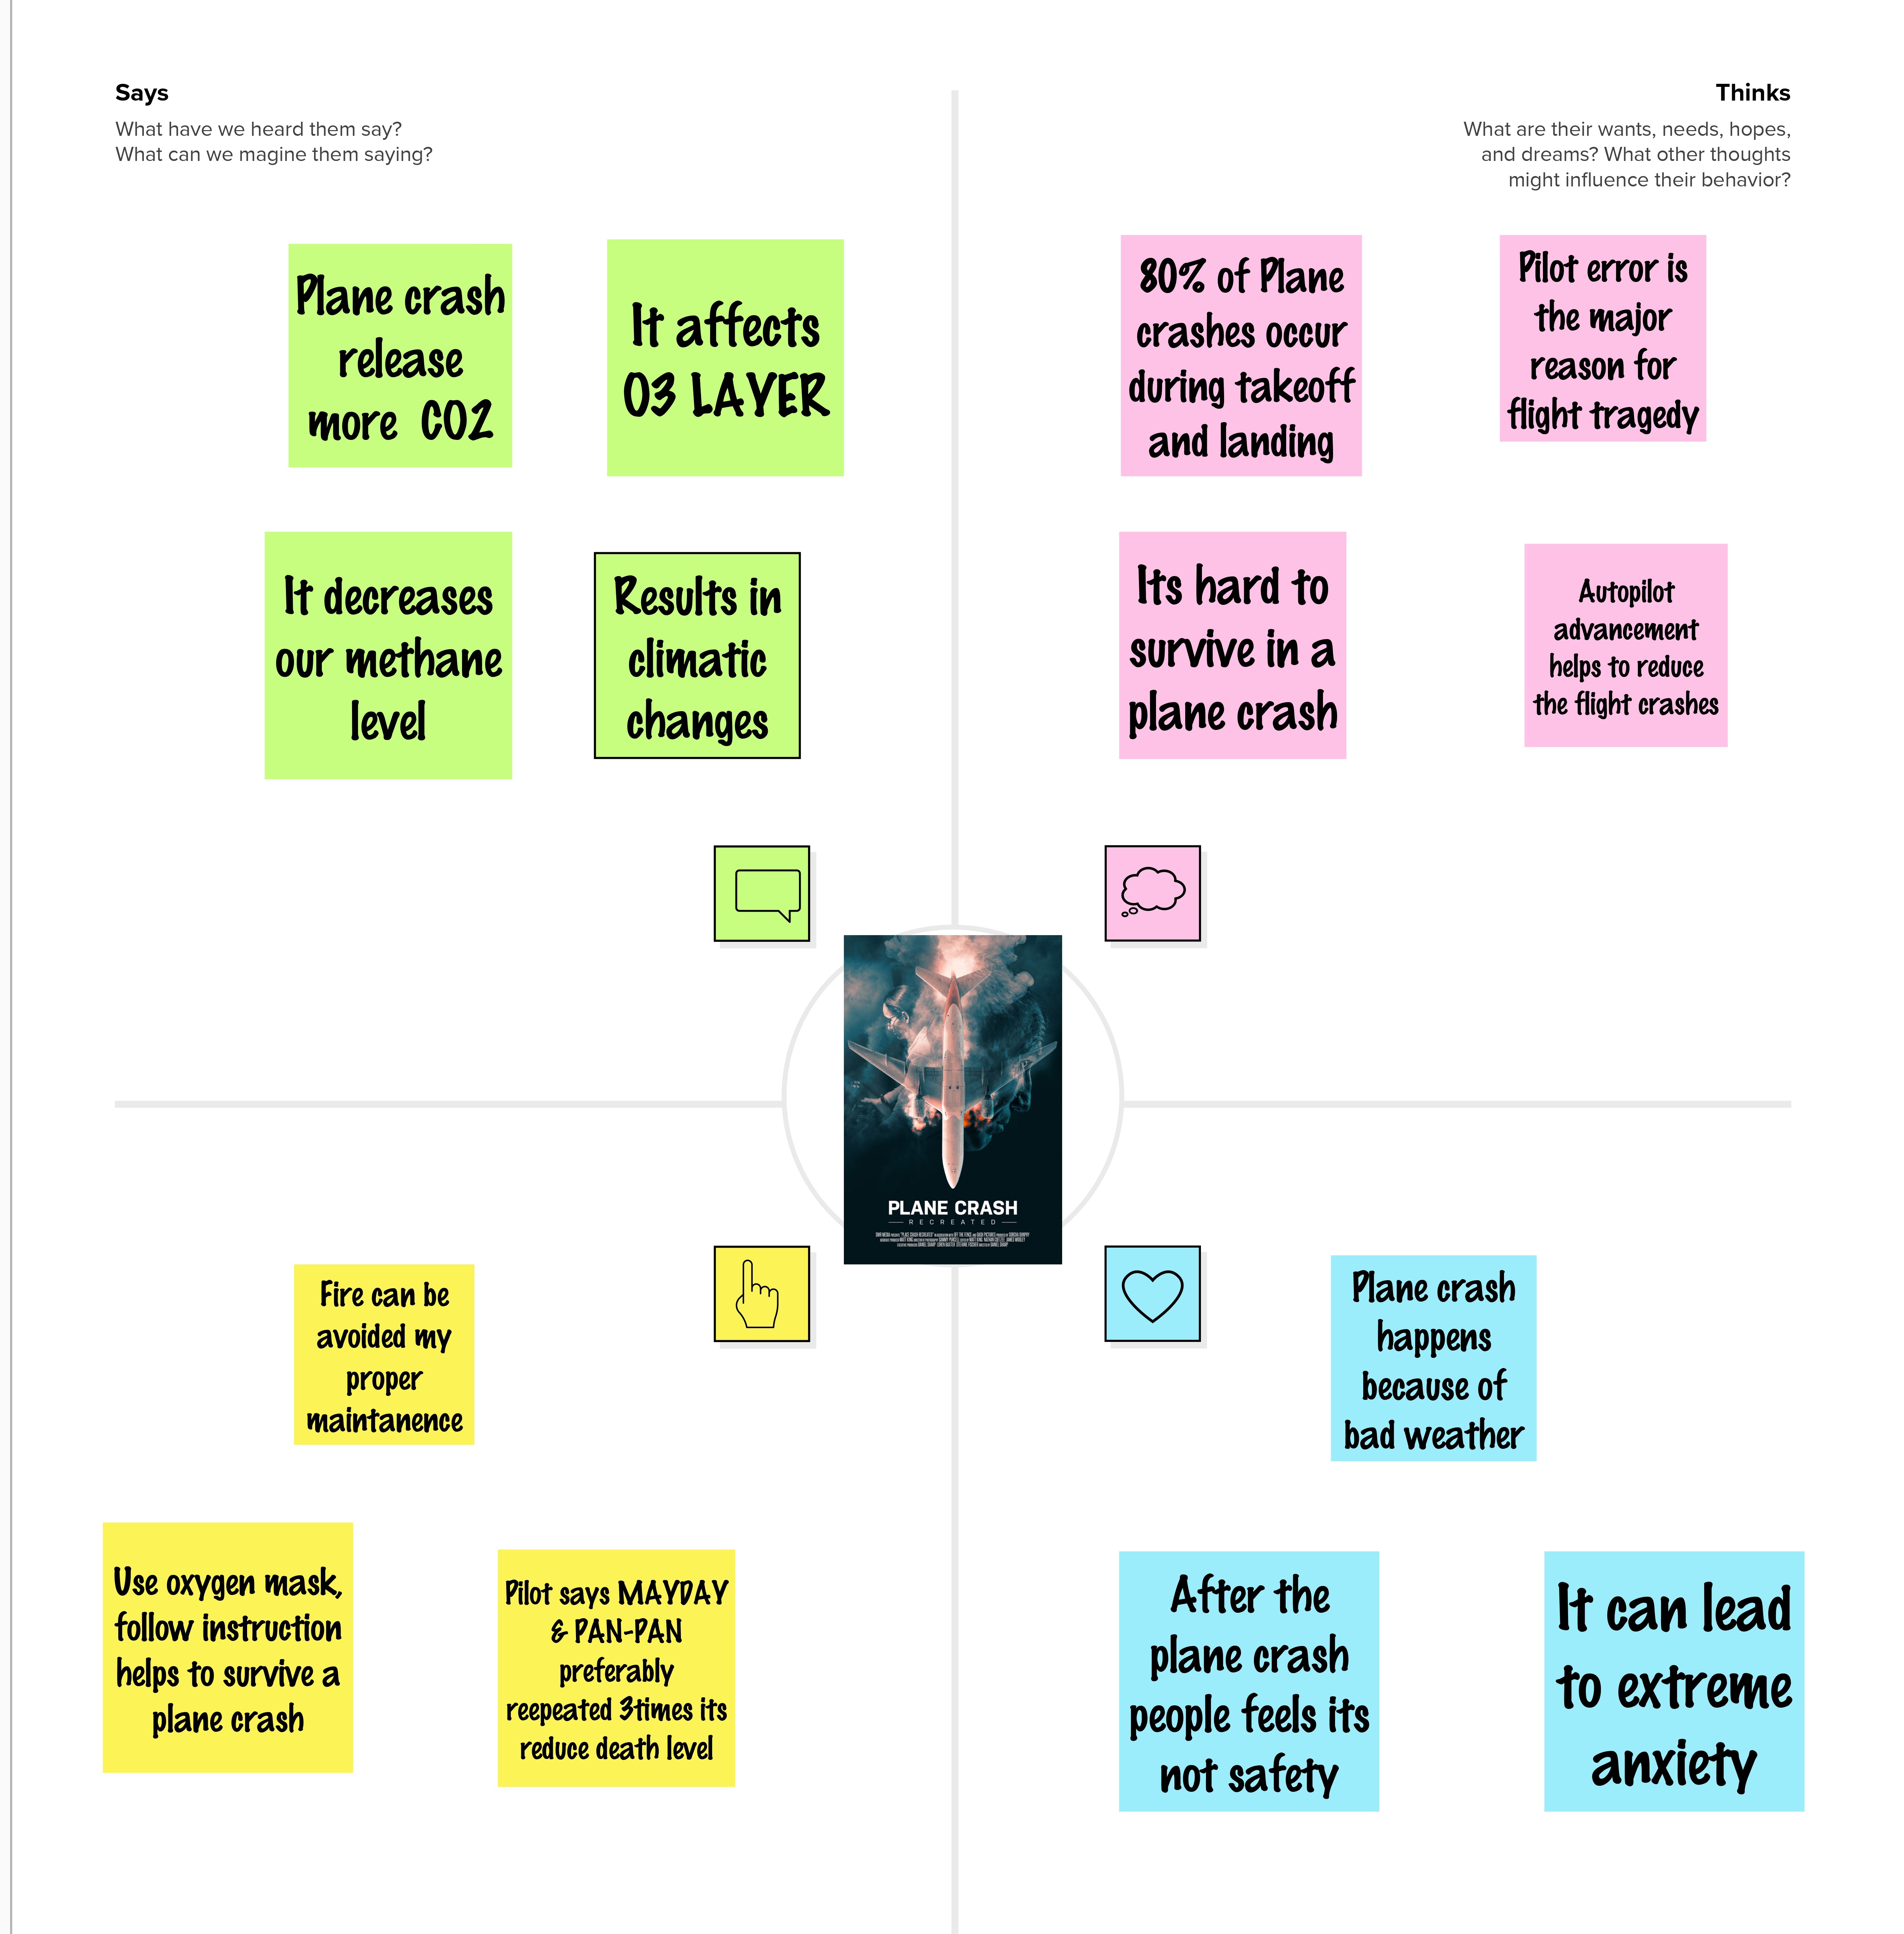 Says
What have we heard them say?
What can we magine them saying?
Thinks
What are their wants, needs, hopes,
and dreams? What other thoughts
might influence their behavior?
Plane crash
release
more CO2
It affects
O3 LAYER
80% of Plane
crashes occur
during takeoff
and landing
Pilot error is
the major
reason for
flight tragedy
It decreases
our methane
level
Results in
climatic
changes
Its hard to
survive in a
plane crash
Autopilot
advancement
helps to reduce
the flight crashes
PLANE CRASH
RECREATED
Fire can be
avoided my
proper
maintanence
Plane crash
happens
because of
bad weather
Use oxygen mask,
follow instruction
helps to survive a
plane crash
Pilot says MAYDAY
& PAN-PAN
preferably
reepeated 3times its
reduce death level
After the
plane crash
people feels its
not safety
It can lead
to extreme
anxiety